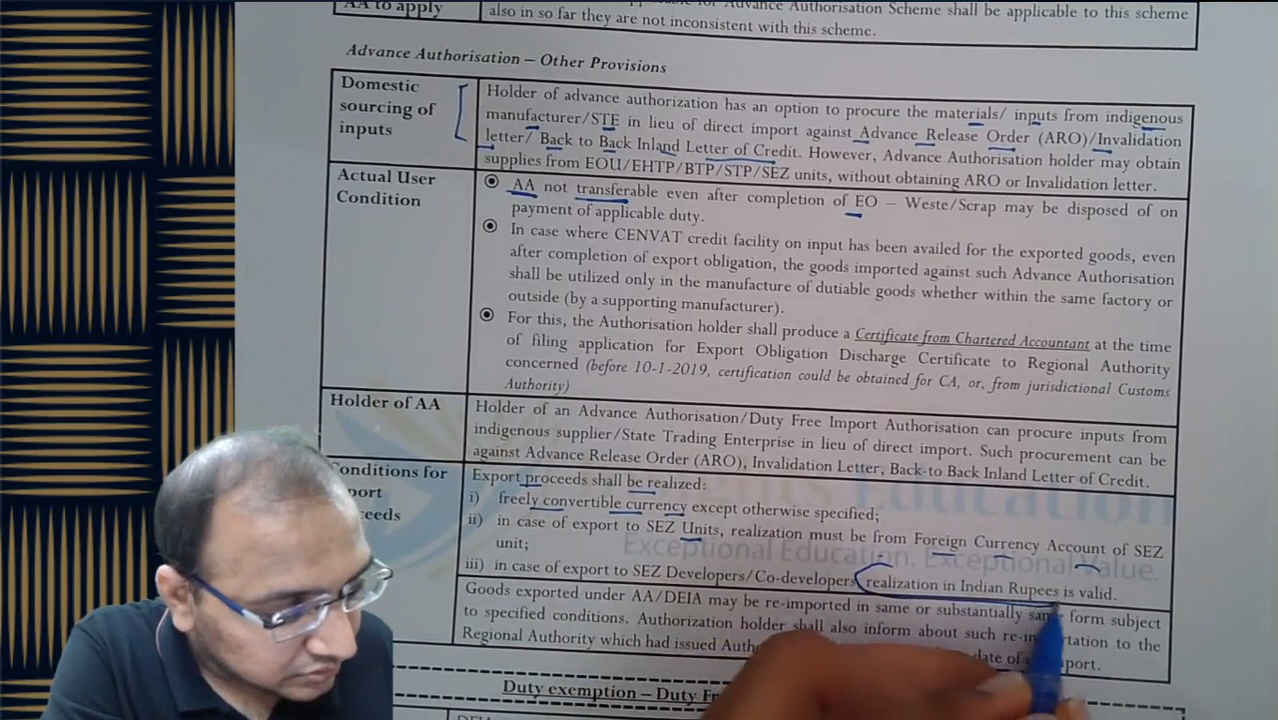 AA to apply
Advance Authorisation Scheme shall be applicable to this scheme
also in so far they are not inconsistent with this scheme.
Advance Authorisation – Other Provisions
Domestic
sourcing of
inputs
Holder of advance authorization has an option to procure the materials/ inputs from indigenous
manufacturer/STE in lieu of direct import against Advance Release Order (ARO)/Invalidation
letter/ Back to Back Inland Letter of Credit. However, Advance Authorisation holder may obtain
supplies from EOU/EHTP/BTP/STP/SEZ units, without obtaining ARO or Invalidation letter.
Actual User
Condition
AA not transferable even after completion of EO – Weste/Scrap may be disposed of on
payment of applicable duty.
In case where CENVAT credit facility on input has been availed for the exported goods, even
after completion of export obligation, the goods imported against such Advance Authorisation
shall be utilized only in the manufacture of dutiable goods whether within the same factory or
outside (by a supporting manufacturer).
For this, the Authorisation holder shall produce a Certificate from Chartered Accountant at the time
of filing application for Export Obligation Discharge Certificate to Regional Authority
concerned (before 10-1-2019, certification could be obtained for CA, or, from jurisdictional Customs
Authority)
Holder of AA
Holder of an Advance Authorisation/Duty Free Import Authorisation can procure inputs from
indigenous supplier/State Trading Enterprise in lieu of direct import. Such procurement can be
against Advance Release Order (ARO), Invalidation Letter, Back-to Back Inland Letter of Credit.
Conditions for
Export proceeds shall be realized:
i) freely convertible currency except otherwise specified;
ii) in case of export to SEZ Units, realization must be from Foreign Currency Account of SEZ
unit;
iii) in case of export to SEZ Developers/Co-developers, realization in Indian Rupees is valid.
Education
Exceptional Education. Exceptional Value.
Goods exported under AA/DEIA may be re-imported in same or substantially same form subject
to specified conditions. Authorization holder shall also inform about such re-importation to the
Regional Authority which had issued date of
Duty exemption – Duty